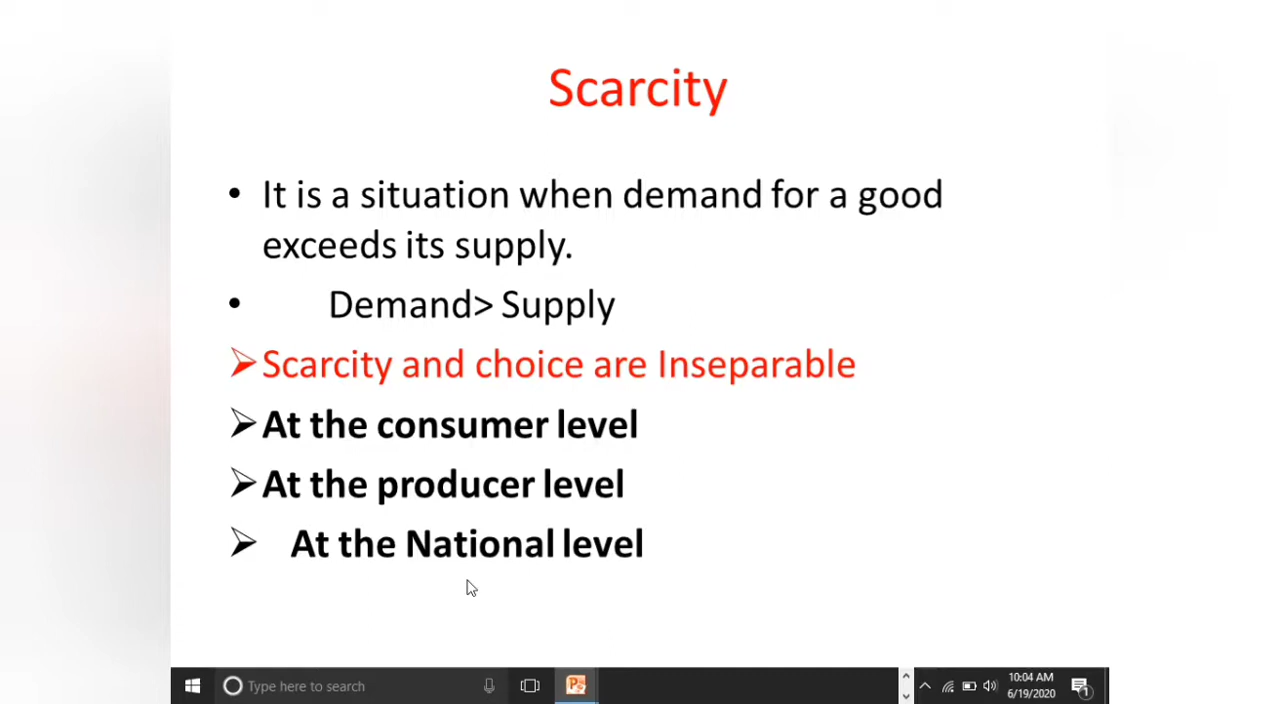 Scarcity
• It is a situation when demand for a good
exceeds its supply.
• Demand> Supply
➢Scarcity and choice are Inseparable
➢At the consumer level
➢At the producer level
➢ At the National level
Type here to search
10:04 AM
6/19/2020
1